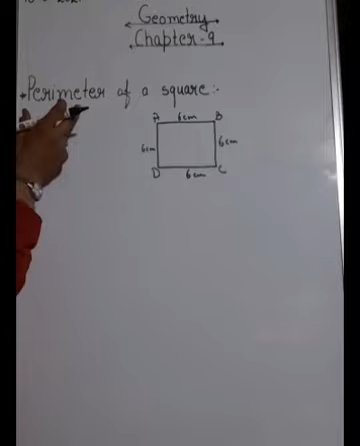 Geometry
Chapter-9
Perimeter of a square:-
A 6cm B
6cm 6cm
D 6cm C